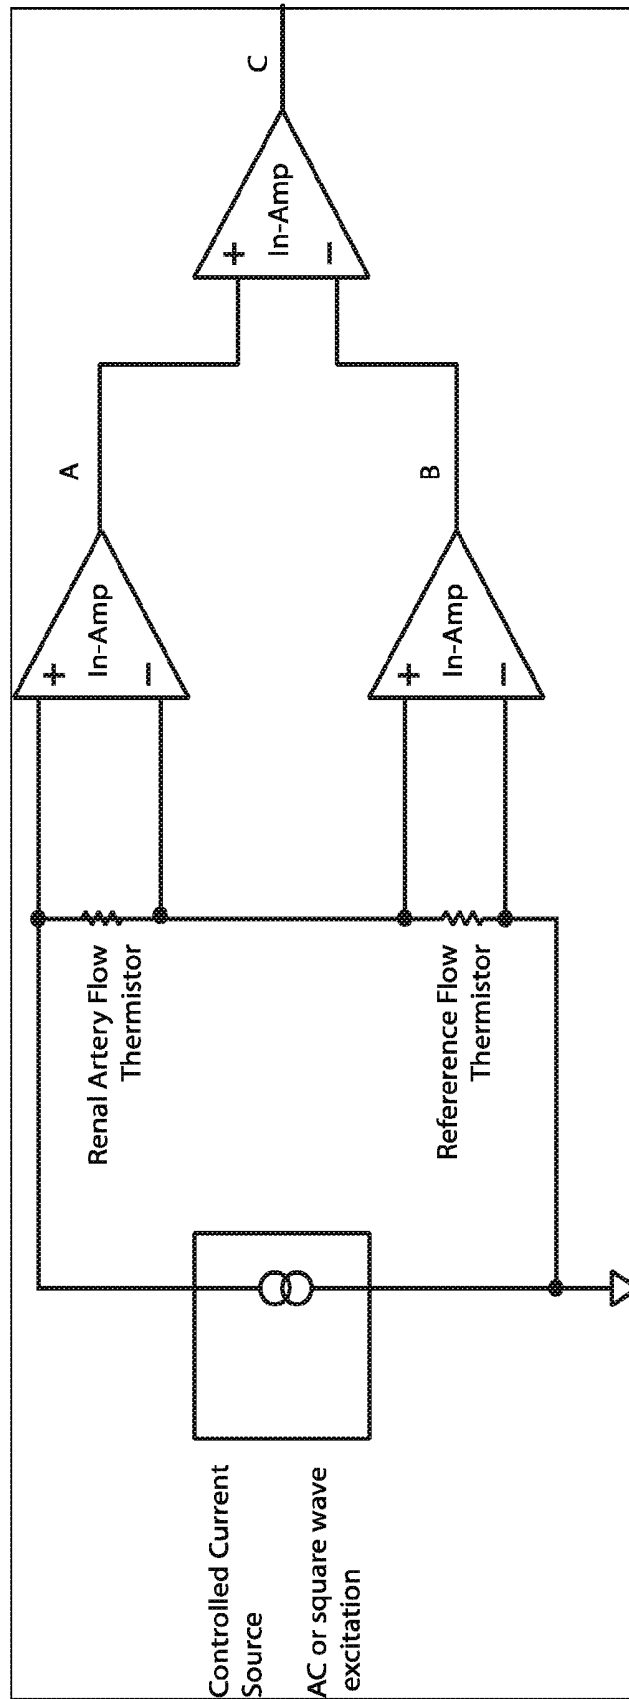 Controlled Current
Source
AC or square wave
excitation
Renal Artery Flow
Thermistor
Refererence Flow
Thermistor
+
In-Amp
−
A
+
In-Amp
−
B
+
In-Amp
−
C